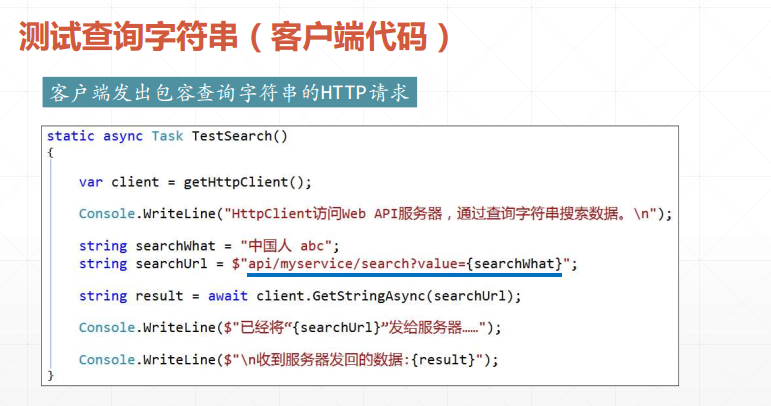 测试查询字符串（客户端代码）
客户端发出包容查询字符串的HTTP请求
static async Task TestSearch()
{
var client = getHttpClient();
Console.WriteLine("HttpClient访问Web API服务器，通过查询字符串搜索数据。\n");
string searchWhat = "中国人 abc";
string searchUrl = $"api/myservice/search?value={searchWhat}";
string result = await client.GetStringAsync(searchUrl);
Console.WriteLine($"已经将“{searchUrl}”发给服务器……");
Console.WriteLine($"\n收到服务器发回的数据:{result}");
}